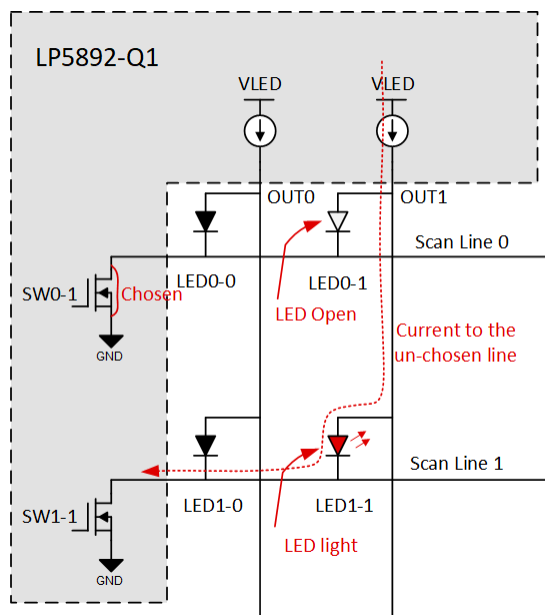 LP5892-Q1
VLED
VLED
OUT0
OUT1
Scan Line 0
LED0-0
LED0-1
SW0-1
Chosen
LED Open
GND
Current to the
un-chosen line
Scan Line 1
LED1-0
LED1-1
SW1-1
LED light
GND